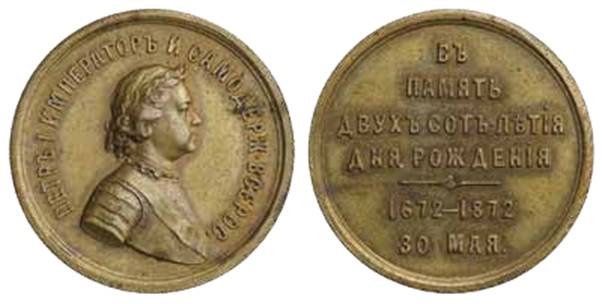 ПЕТРЪ I ИМПЕРАТОРЪ И САМОДЕРЖ. ВСЕРОС.
ВЪ
ПАМЯТЬ
ДВУХЪ СОТЪ-ЛѢТІЯ
ДНЯ РОЖДЕНІЯ
1672-1872
30 МАЯ.